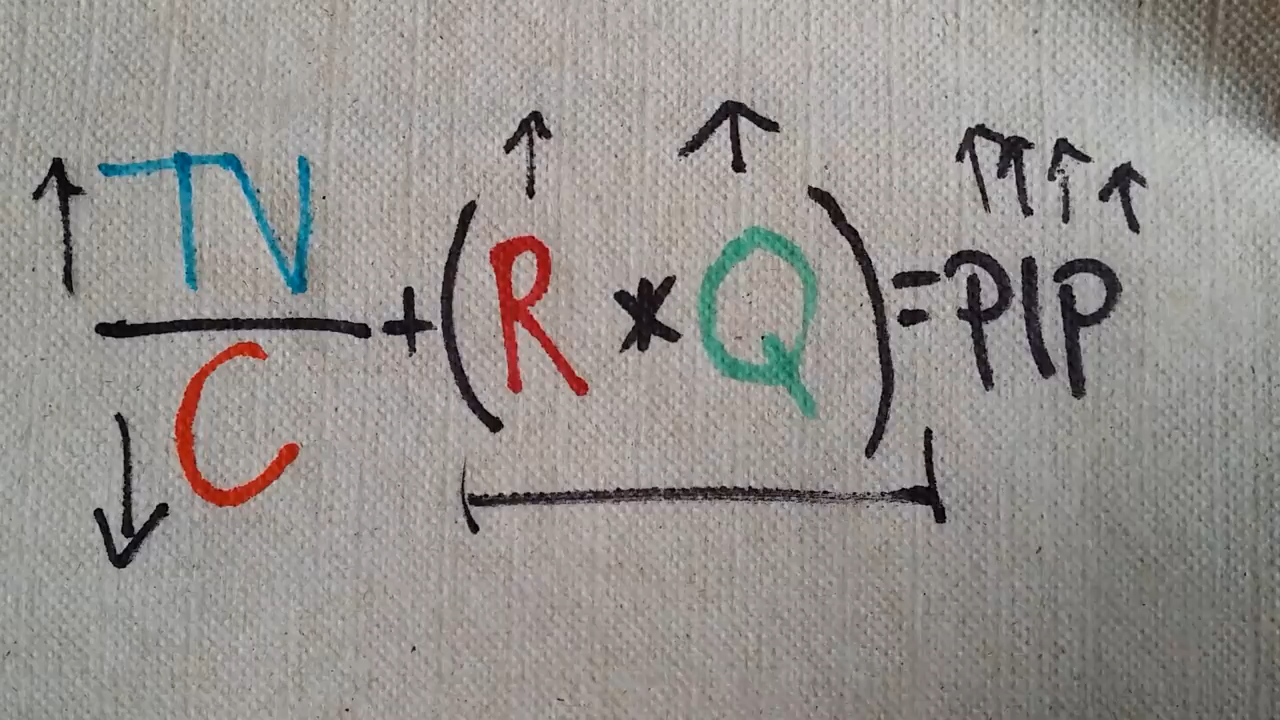 ↑ TV ↑ ↑ ↑↑↑↑
+ (R * Q) = PIP
↓ C